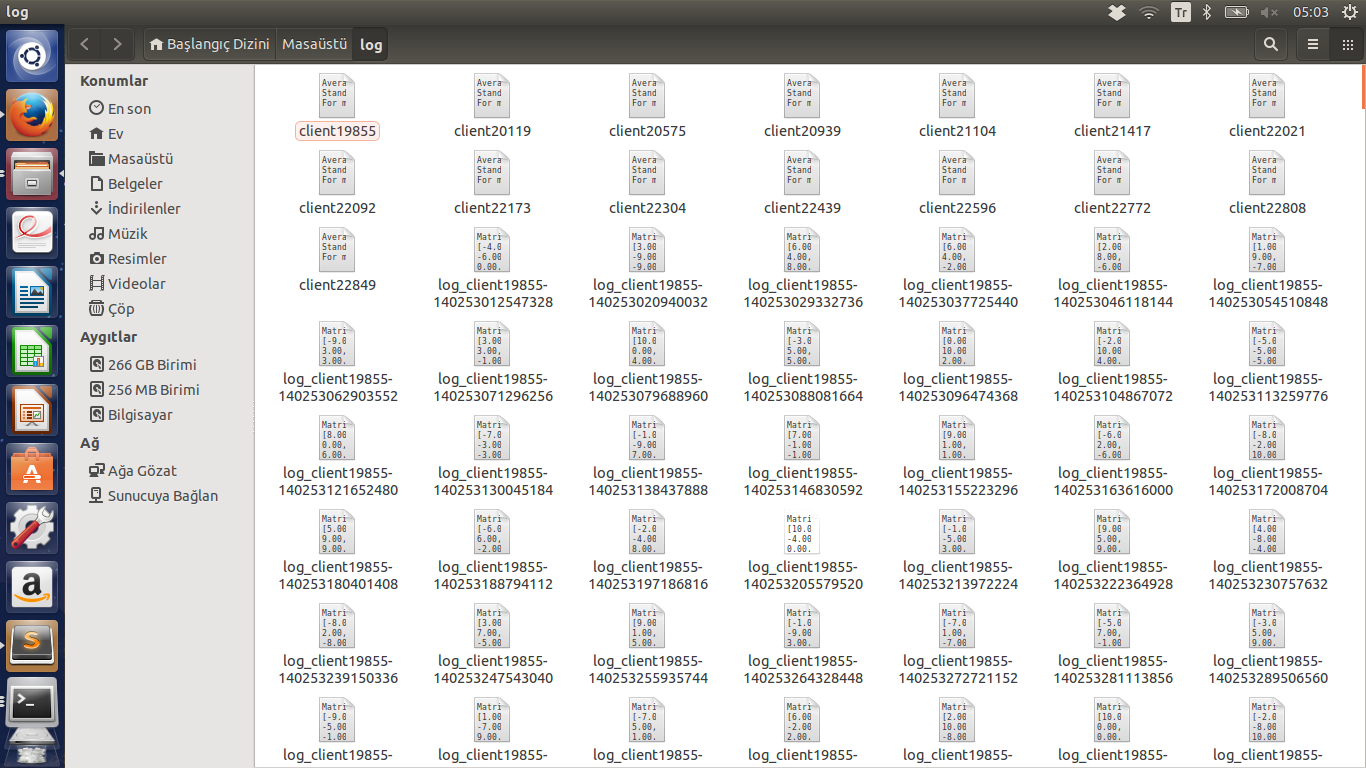 log
Tr
05:03
Başlangıç Dizini
Masaüstü
log
Konumlar
En son
Ev
Masaüstü
Belgeler
İndirilenler
Müzik
Resimler
Videolar
Çöp
Aygıtlar
266 GB Birimi
256 MB Birimi
Bilgisayar
Ağ
Ağa Gözat
Sunucuya Bağlan
client19855 client20119 client20575 client20939 client21104 client21417 client22021
client22092 client22173 client22304 client22439 client22596 client22772 client22808
client22849 log_client19855- log_client19855- log_client19855- log_client19855- log_client19855- log_client19855-
140253012547328 140253020940032 140253029332736 140253037725440 140253046118144 140253054510848
log_client19855- log_client19855- log_client19855- log_client19855- log_client19855- log_client19855- log_client19855-
140253062903552 140253071296256 140253079688960 140253088081664 140253096474368 140253104867072 140253113259776
log_client19855- log_client19855- log_client19855- log_client19855- log_client19855- log_client19855- log_client19855-
140253121652480 140253130045184 140253138437888 140253146830592 140253155223296 140253163616000 140253172008704
log_client19855- log_client19855- log_client19855- log_client19855- log_client19855- log_client19855- log_client19855-
140253180401408 140253188794112 140253197186816 140253205579520 140253213972224 140253222364928 140253230757632
log_client19855- log_client19855- log_client19855- log_client19855- log_client19855- log_client19855- log_client19855-
140253239150336 140253247543040 140253255935744 140253264328448 140253272721152 140253281113856 140253289506560
log_client19855- log_client19855- log_client19855- log_client19855- log_client19855- log_client19855- log_client19855-